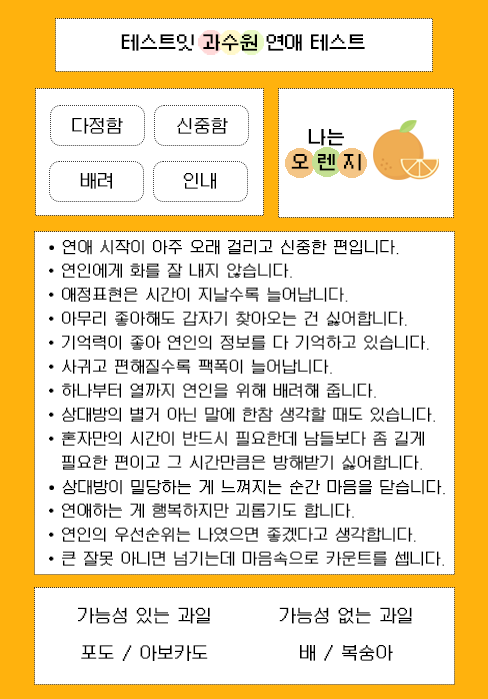 테스트잇 과수원 연애 테스트
다정함
신중함
배려
인내
나는
오렌지
• 연애 시작이 아주 오래 걸리고 신중한 편입니다.
• 연인에게 화를 잘 내지 않습니다.
• 애정표현은 시간이 지날수록 늘어납니다.
• 아무리 좋아해도 갑자기 찾아오는 건 싫어합니다.
• 기억력이 좋아 연인의 정보를 다 기억하고 있습니다.
• 사귀고 편해질수록 팩폭이 늘어납니다.
• 하나부터 열까지 연인을 위해 배려해 줍니다.
• 상대방의 별거 아닌 말에 한참 생각할 때도 있습니다.
• 혼자만의 시간이 반드시 필요한데 남들보다 좀 길게
필요한 편이고 그 시간만큼은 방해받기 싫어합니다.
• 상대방이 밀당하는 게 느껴지는 순간 마음을 닫습니다.
• 연애하는 게 행복하지만 괴롭기도 합니다.
• 연인의 우선순위는 나였으면 좋겠다고 생각합니다.
• 큰 잘못 아니면 넘기는데 마음속으로 카운트를 셉니다.
가능성 있는 과일
가능성 없는 과일
포도 / 아보카도
배 / 복숭아